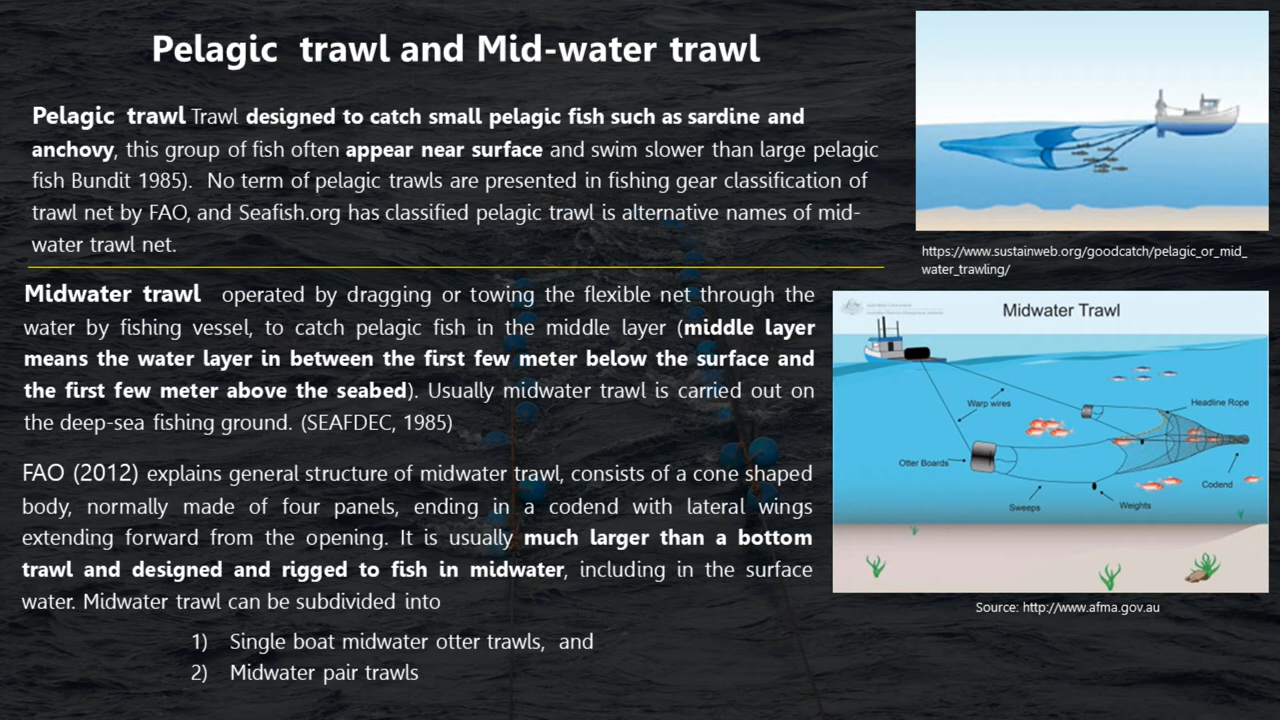 Pelagic trawl and Mid-water trawl
Pelagic trawl Trawl designed to catch small pelagic fish such as sardine and
anchovy, this group of fish often appear near surface and swim slower than large pelagic
fish Bundit 1985). No term of pelagic trawls are presented in fishing gear classification of
trawl net by FAO, and Seafish.org has classified pelagic trawl is alternative names of mid-
water trawl net.
https://www.sustainweb.org/goodcatch/pelagic_or_mid_
water_trawling/
Midwater trawl operated by dragging or towing the flexible net through the
water by fishing vessel, to catch pelagic fish in the middle layer (middle layer
means the water layer in between the first few meter below the surface and
the first few meter above the seabed). Usually midwater trawl is carried out on
the deep-sea fishing ground. (SEAFDEC, 1985)
FAO (2012) explains general structure of midwater trawl, consists of a cone shaped
body, normally made of four panels, ending in a codend with lateral wings
extending forward from the opening. It is usually much larger than a bottom
trawl and designed and rigged to fish in midwater, including in the surface
water. Midwater trawl can be subdivided into
1) Single boat midwater otter trawls, and
2) Midwater pair trawls
Midwater Trawl
Warp wires
Headline Rope
Otter Boards
Codend
Sweeps
Weights
Source: http://www.afma.gov.au